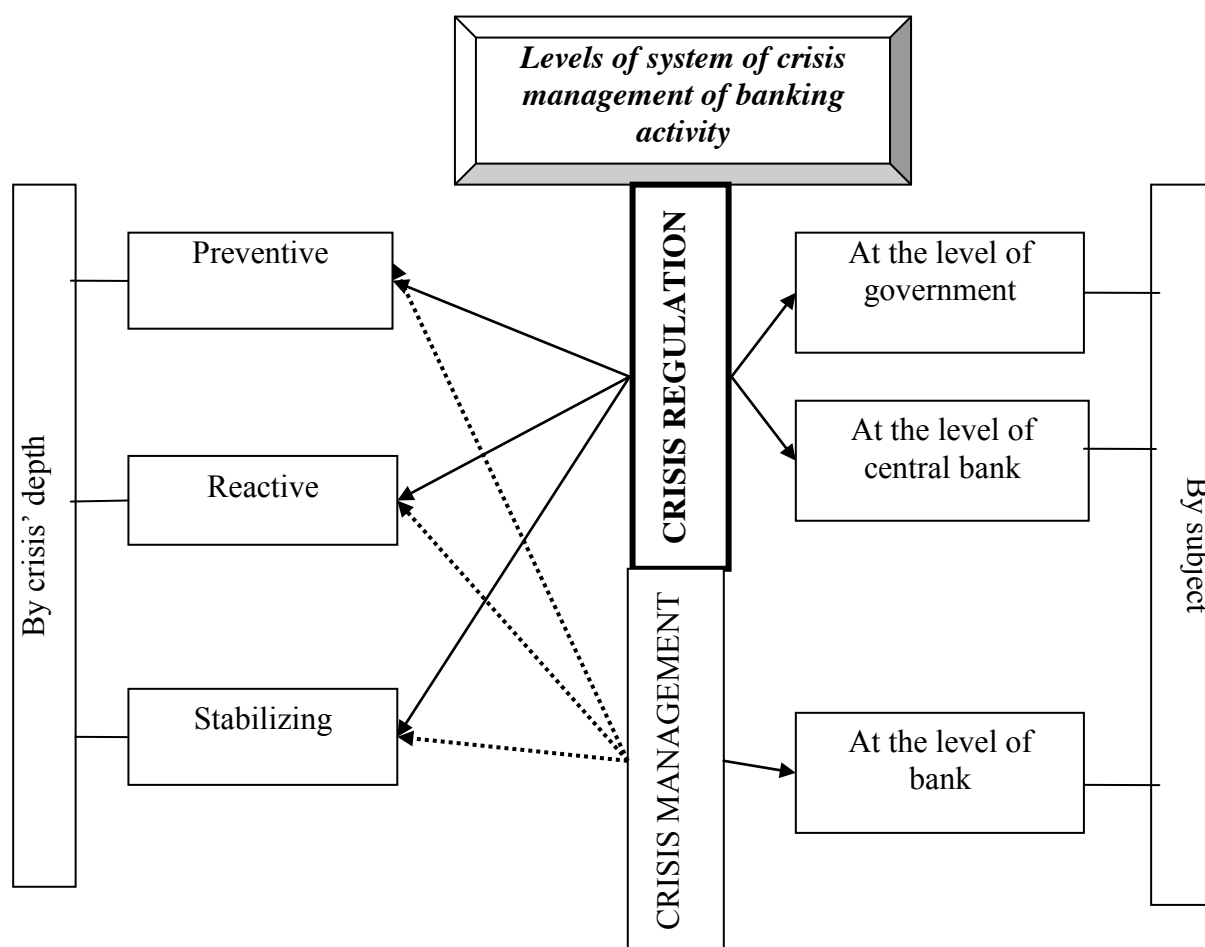 Levels of system of crisis
management of banking
activity
By crisis’ depth
Preventive
Reactive
Stabilizing
CRISIS REGULATION
CRISIS MANAGEMENT
At the level of
government
At the level of
central bank
At the level of
bank
By subject